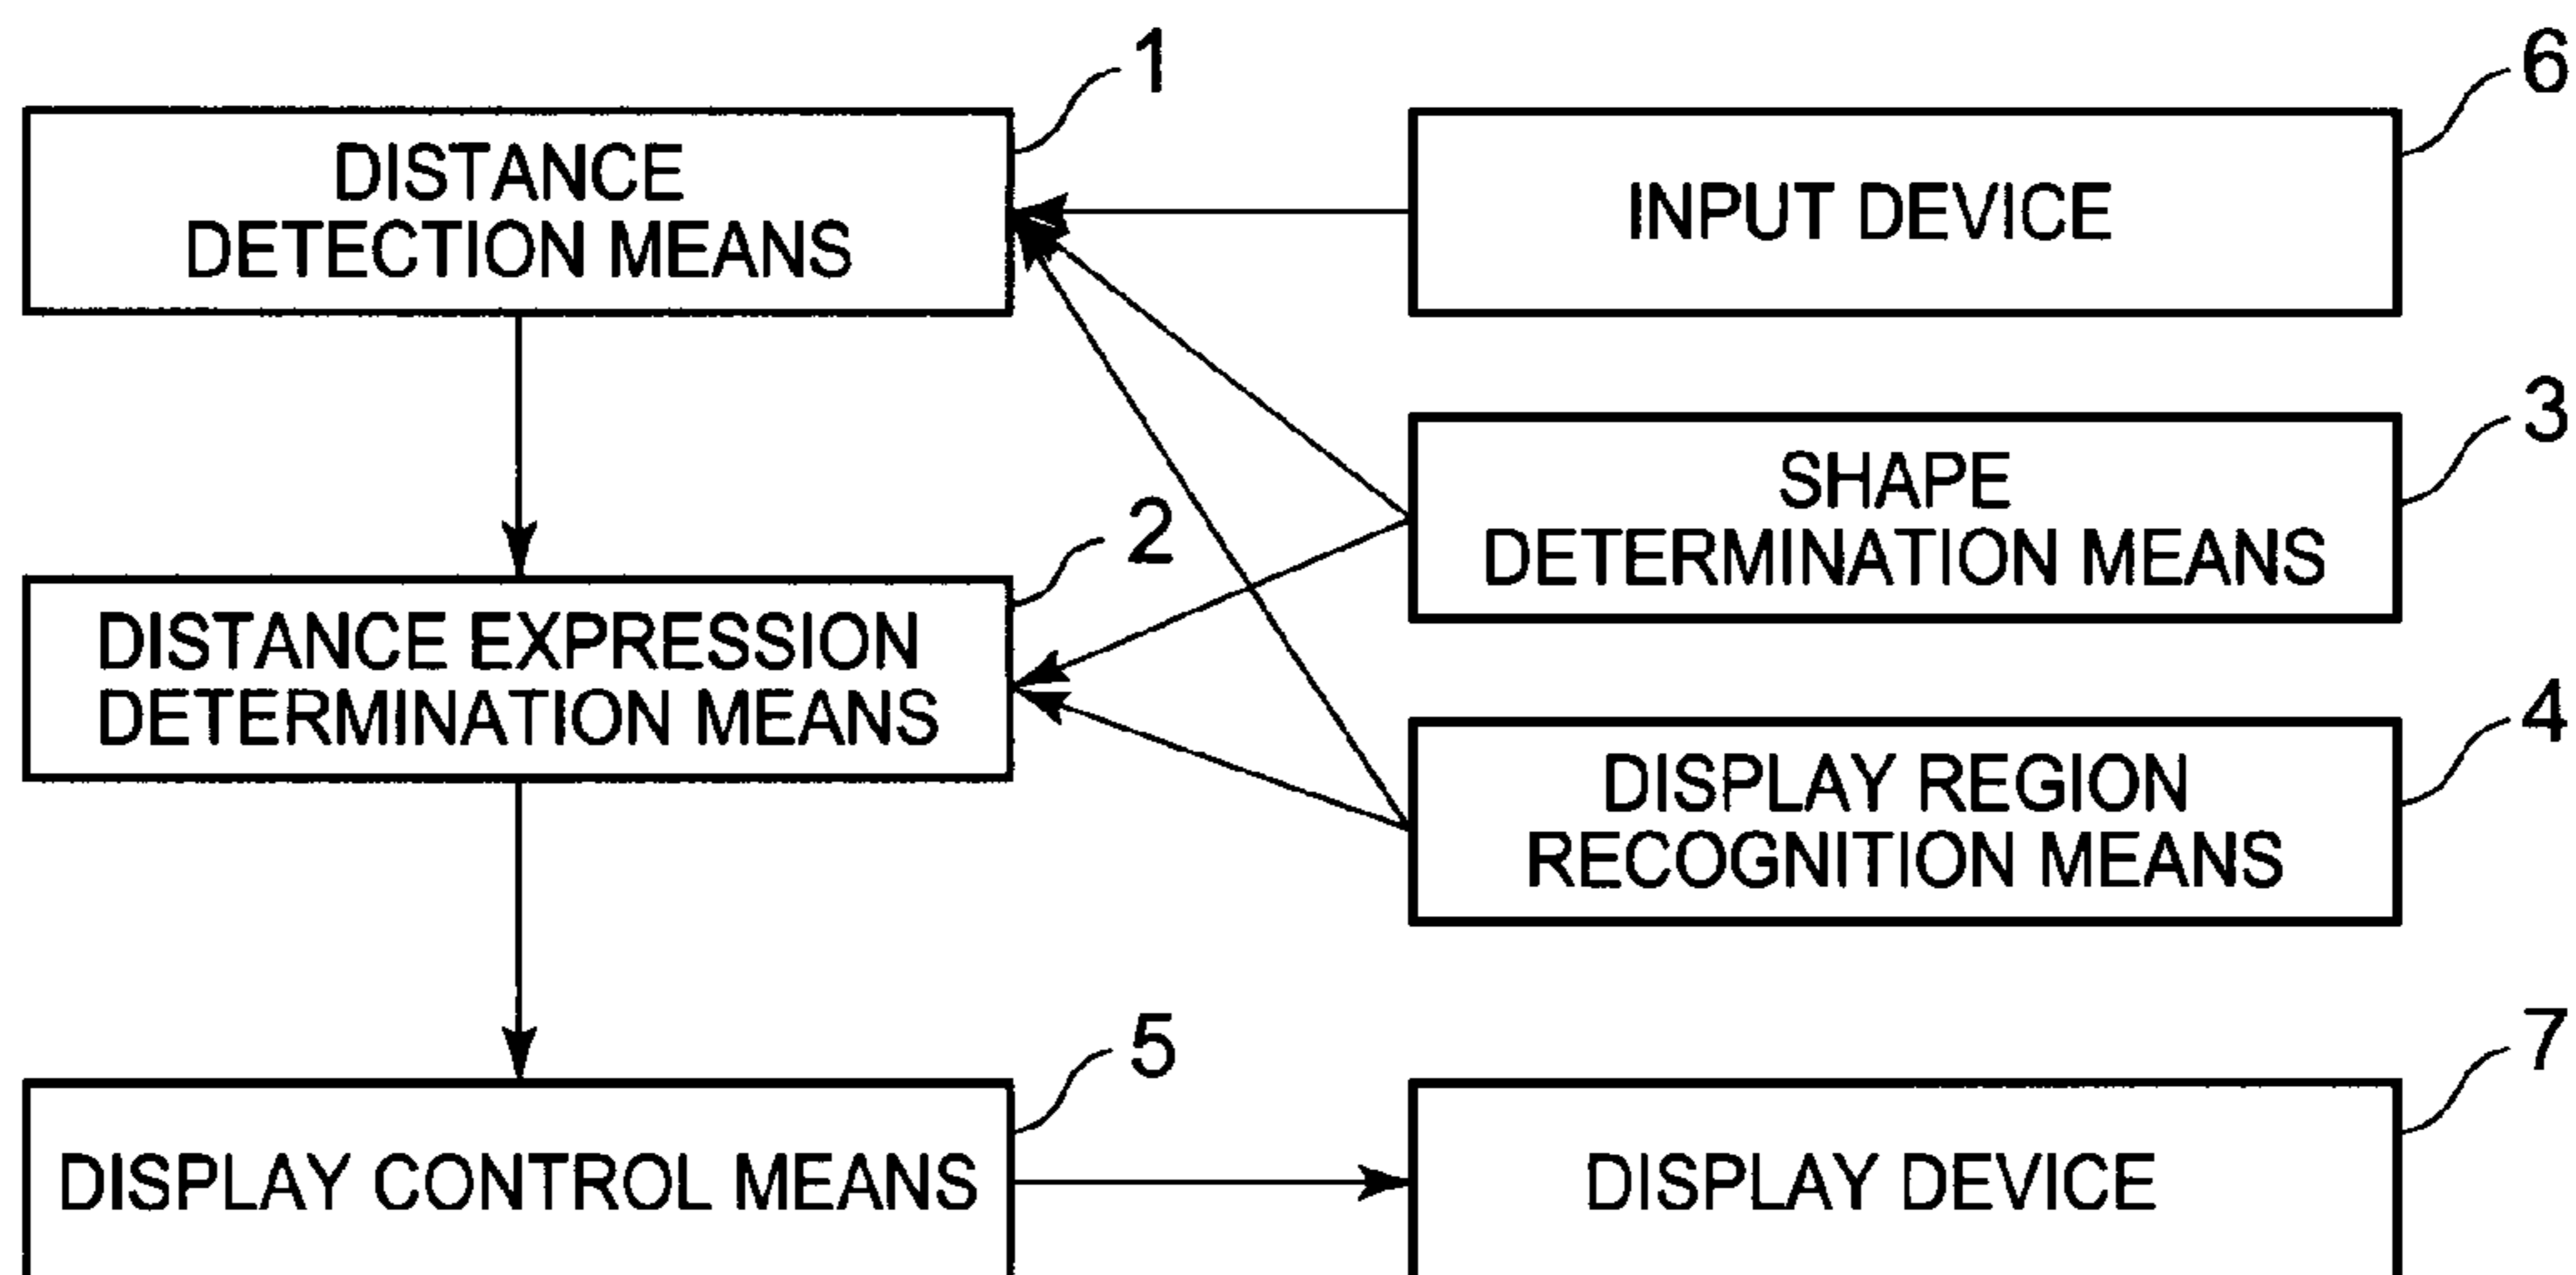 1
DISTANCE
DETECTION MEANS
6
INPUT DEVICE
3
SHAPE
DETERMINATION MEANS
2
DISTANCE EXPRESSION
DETERMINATION MEANS
4
DISPLAY REGION
RECOGNITION MEANS
5
DISPLAY CONTROL MEANS
7
DISPLAY DEVICE